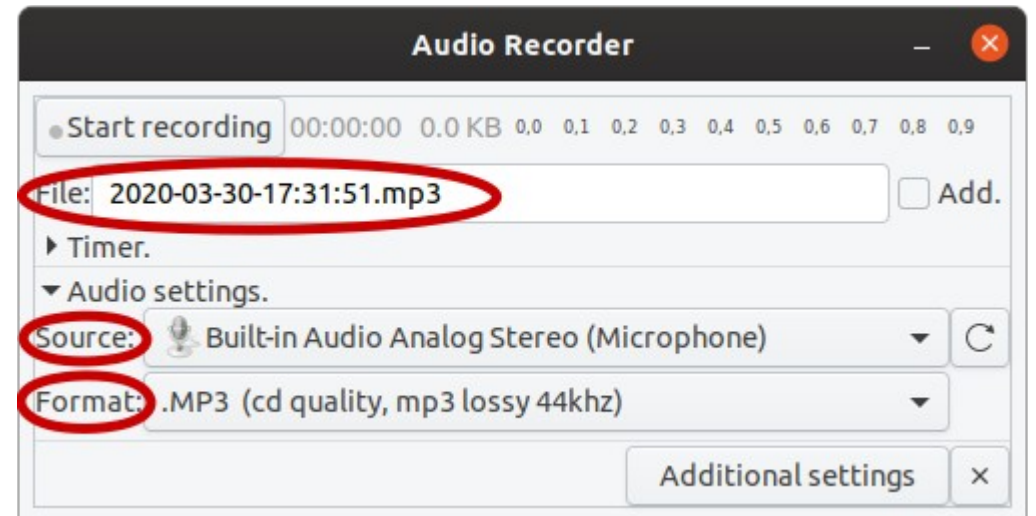 Audio Recorder
Start recording 00:00:00 0.0 KB 0,0 0,1 0,2 0,3 0,4 0,5 0,6 0,7 0,8 0,9
File: 2020-03-30-17:31:51.mp3 Add.
Timer.
Audio settings.
Source: Built-in Audio Analog Stereo (Microphone)
Format: .MP3 (cd quality, mp3 lossy 44khz)
Additional settings